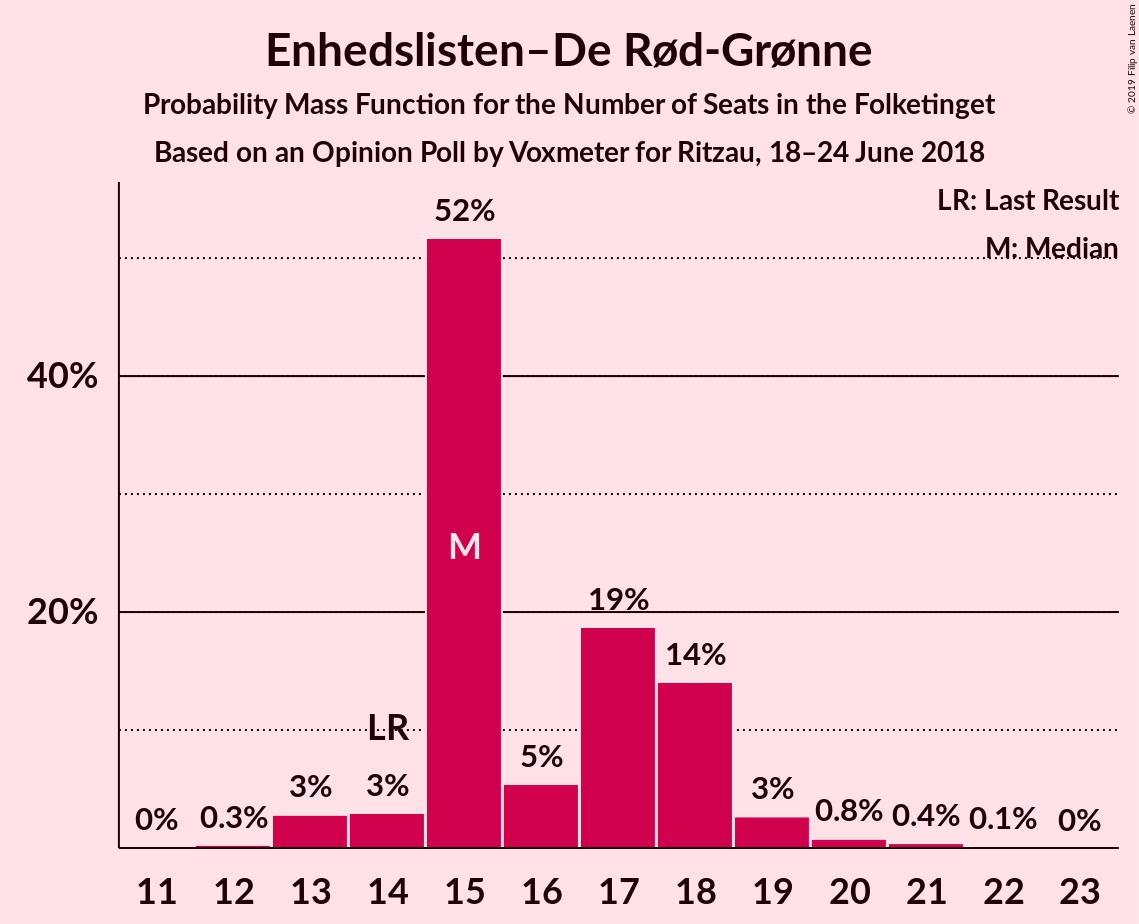 Enhedslisten–De Rød-Grønne
Probability Mass Function for the Number of Seats in the Folketinget
Based on an Opinion Poll by Voxmeter for Ritzau, 18–24 June 2018
© 2019 Filip van Laenen
LR: Last Result
M: Median
52%
40%
M
20%
19%
14%
LR
5%
3%
3%
3%
0%
0.3%
0.8%
0.4%
0.1%
0%
11 12 13 14 15 16 17 18 19 20 21 22 23